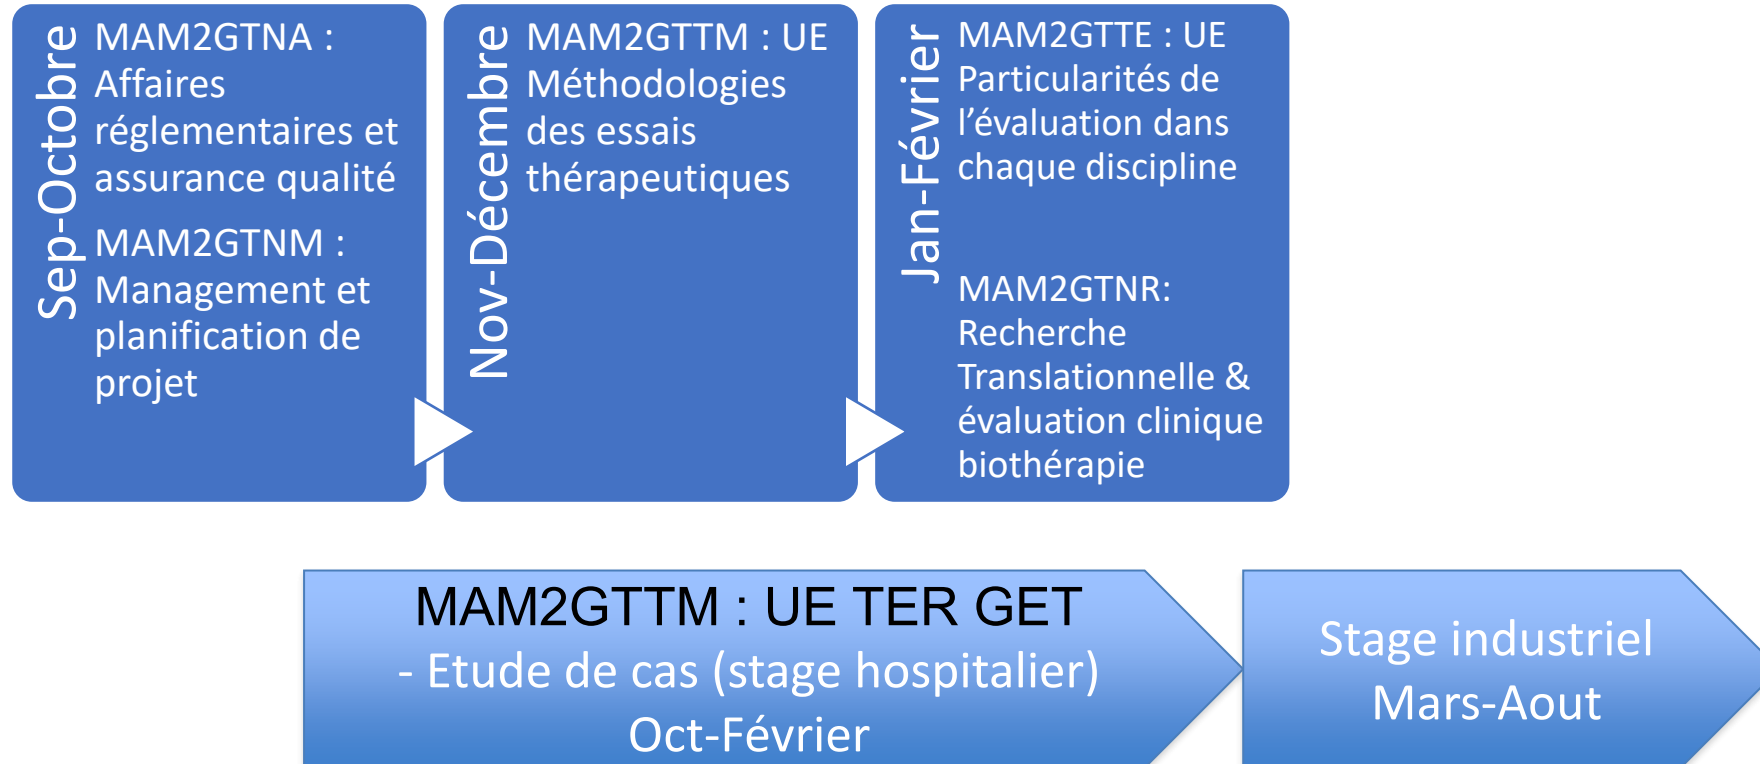 Sep-Octobre
MAM2GTNA :
Affaires
réglementaires et
assurance qualité
MAM2GTNM :
Management et
planification de
projet
Nov-Décembre
MAM2GTTM : UE
Méthodologies
des essais
thérapeutiques
Jan-Février
MAM2GTTE : UE
Particularités de
l’évaluation dans
chaque discipline
MAM2GTNR:
Recherche
Translationnelle &
évaluation clinique
biothérapie
MAM2GTTM : UE TER GET
- Etude de cas (stage hospitalier)
Oct-Février
Stage industriel
Mars-Aout